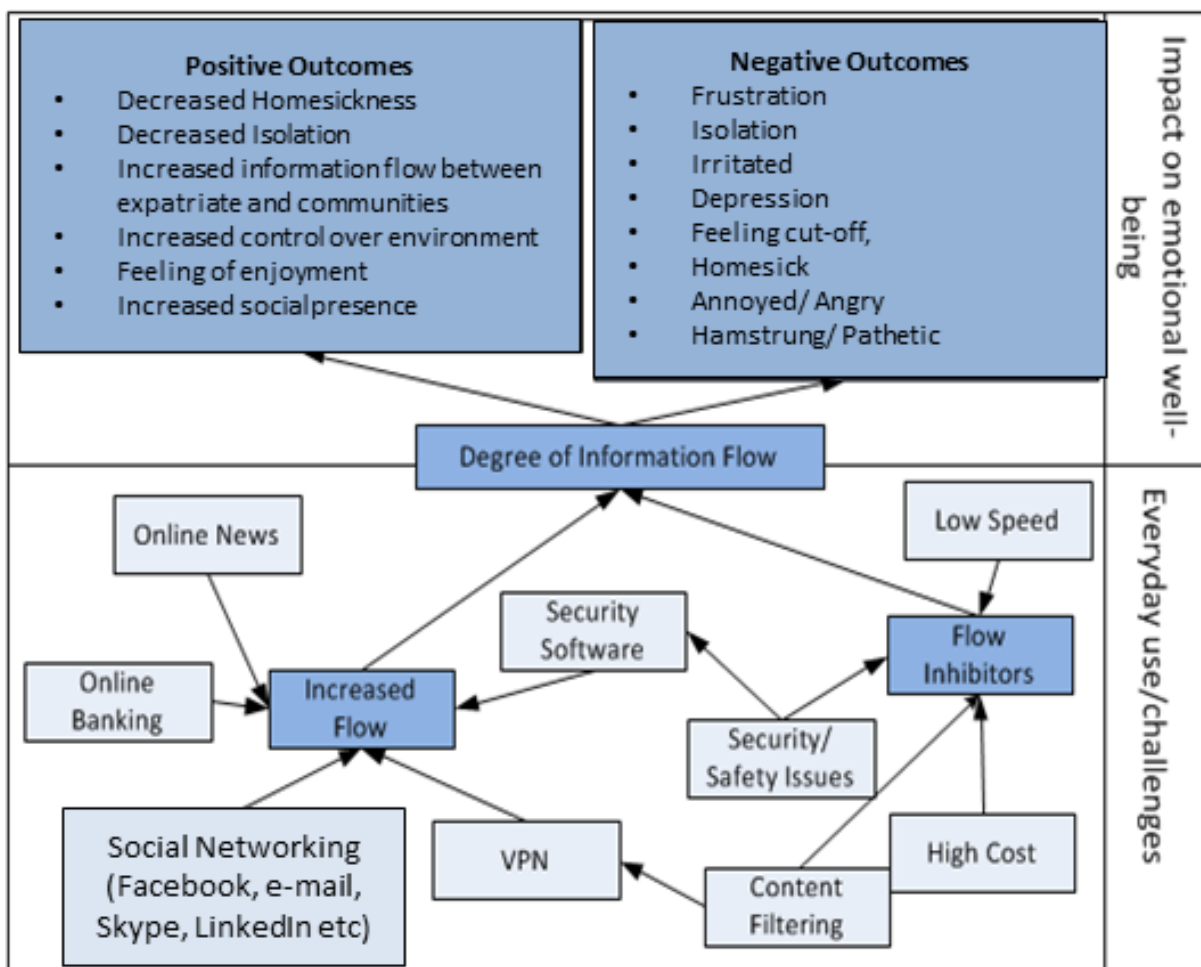 Positive Outcomes
• Decreased Homesickness
• Decreased Isolation
• Increased information flow between
expatriate and communities
• Increased control over environment
• Feeling of enjoyment
• Increased social presence
Negative Outcomes
• Frustration
• Isolation
• Irritated
• Depression
• Feeling cut-off,
• Homesick
• Annoyed/ Angry
• Hamstrung/ Pathetic
Impact on emotional well-
being
Degree of Information Flow
Everyday use/challenges
Online News
Low Speed
Security
Software
Flow
Inhibitors
Online
Banking
Increased
Flow
Security/
Safety Issues
Social Networking
(Facebook, e-mail,
Skype, LinkedIn etc)
VPN
High Cost
Content
Filtering